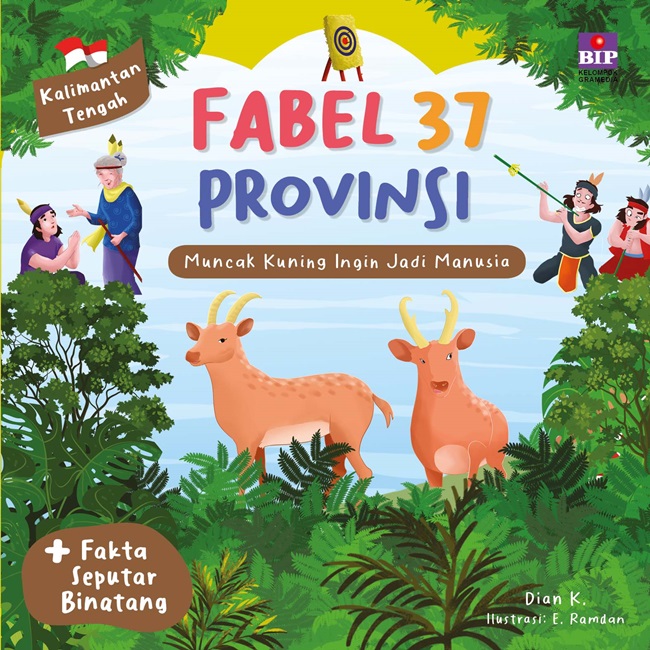 Kalimantan
Tengah
BIP
KELOMPOK
GRAMEDIA
FABEL 37
PROVINSI
Muncak Kuning Ingin Jadi Manusia
+ Fakta
Seputar
Binatang
Dian K.
Ilustrasi: E. Ramdan